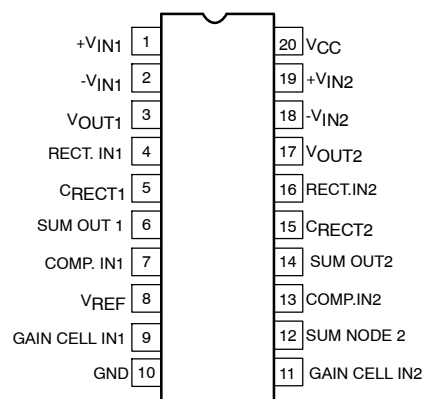 +VIN1 1
-VIN1 2
VOUT1 3
RECT. IN1 4
CRECT1 5
SUM OUT 1 6
COMP. IN1 7
VREF 8
GAIN CELL IN1 9
GND 10
20 VCC
19 +VIN2
18 -VIN2
17 VOUT2
16 RECT.IN2
15 CRECT2
14 SUM OUT2
13 COMP.IN2
12 SUM NODE 2
11 GAIN CELL IN2